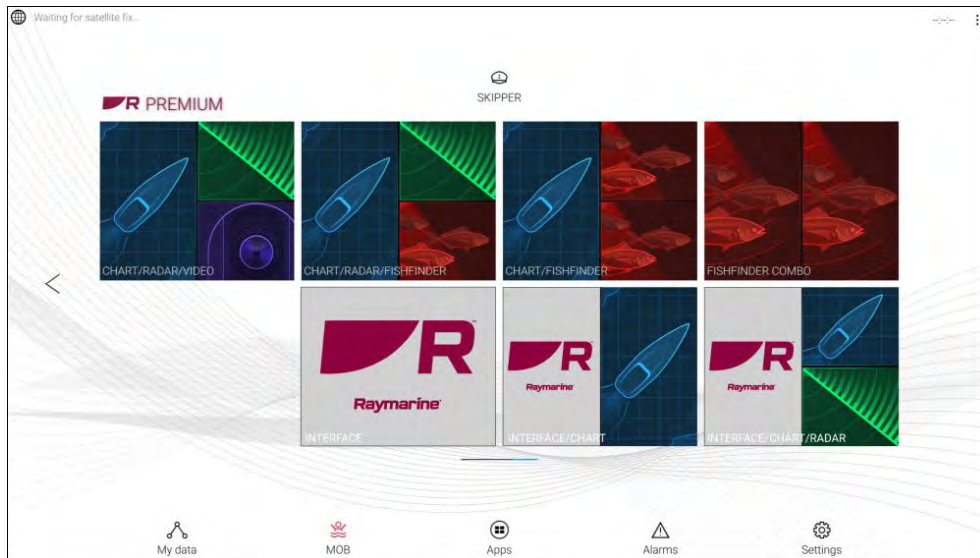 Waiting for satellite fix...
--:--:--
SKIPPER
R PREMIUM
CHART/RADAR/VIDEO
CHART/RADAR/FISHFINDER
CHART/FISHFINDER
FISHFINDER COMBO
R
Raymarine
INTERFACE
R
Raymarine
INTERFACE/CHART
R
Raymarine
INTERFACE/CHART/RADAR
My data
MOB
Apps
Alarms
Settings